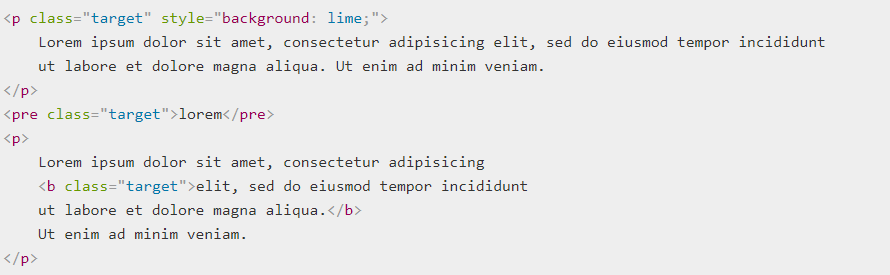 <p class="target" style="background: lime;">
    Lorem ipsum dolor sit amet, consectetur adipisicing elit, sed do eiusmod tempor incididunt
    ut labore et dolore magna aliqua. Ut enim ad minim veniam.
</p>
<pre class="target">lorem</pre>
<p>
    Lorem ipsum dolor sit amet, consectetur adipisicing
    <b class="target">elit, sed do eiusmod tempor incididunt
    ut labore et dolore magna aliqua.</b>
    Ut enim ad minim veniam.
</p>